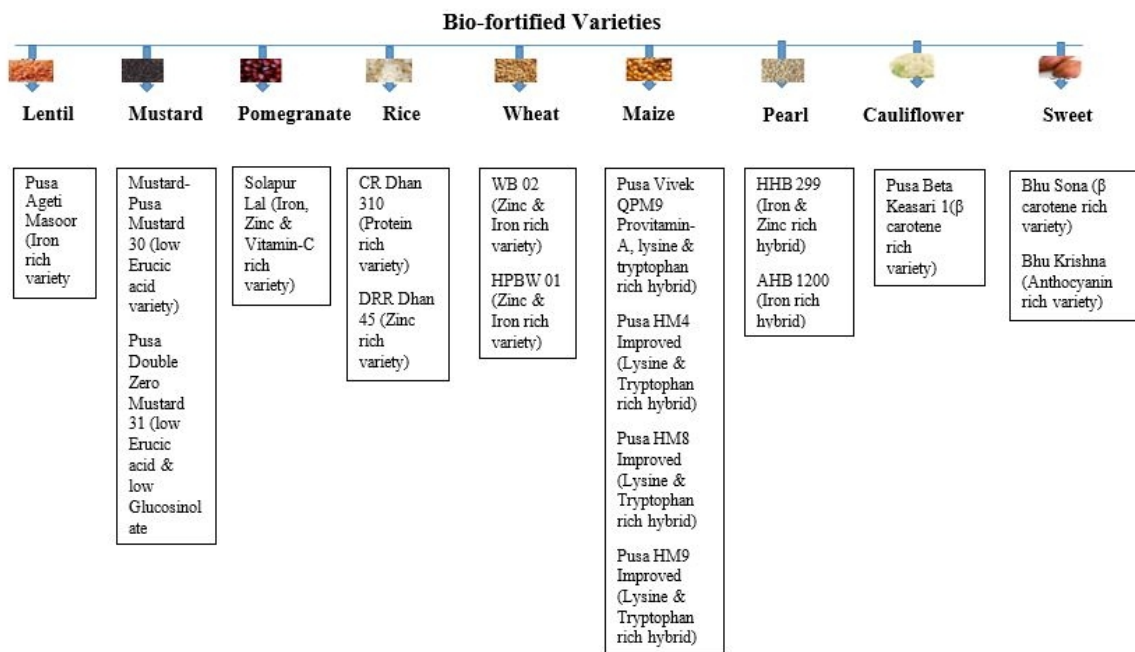 Bio-fortified Varieties
Lentil
Mustard
Pomegranate
Rice
Wheat
Maize
Pearl
Cauliflower
Sweet
Pusa
Ageti
Masoor
(Iron
rich
variety
Mustard-
Pusa
Mustard
30 (low
Erucic
acid
variety)
Pusa
Double
Zero
Mustard
31 (low
Erucic
acid &
low
Glucosinol
ate
Solapur
Lal (Iron,
Zinc &
Vitamin-C
rich
variety)
CR Dhan
310
(Protein
rich
variety)
DRR Dhan
45 (Zinc
rich
variety)
WB 02
(Zinc &
Iron rich
variety)
HPBW 01
(Zinc &
Iron rich
variety)
Pusa Vivek
QPM9
Provitamin-
A, lysine &
tryptophan
rich hybrid)
Pusa HM4
Improved
(Lysine &
Tryptophan
rich hybrid)
Pusa HM8
Improved
(Lysine &
Tryptophan
rich hybrid)
Pusa HM9
Improved
(Lysine &
Tryptophan
rich hybrid)
HHB 299
(Iron &
Zinc rich
hybrid)
AHB 1200
(Iron rich
hybrid)
Pusa Beta
Keasari 1(β
carotene
rich
variety)
Bhu Sona (β
carotene rich
variety)
Bhu Krishna
(Anthocyanin
rich variety)